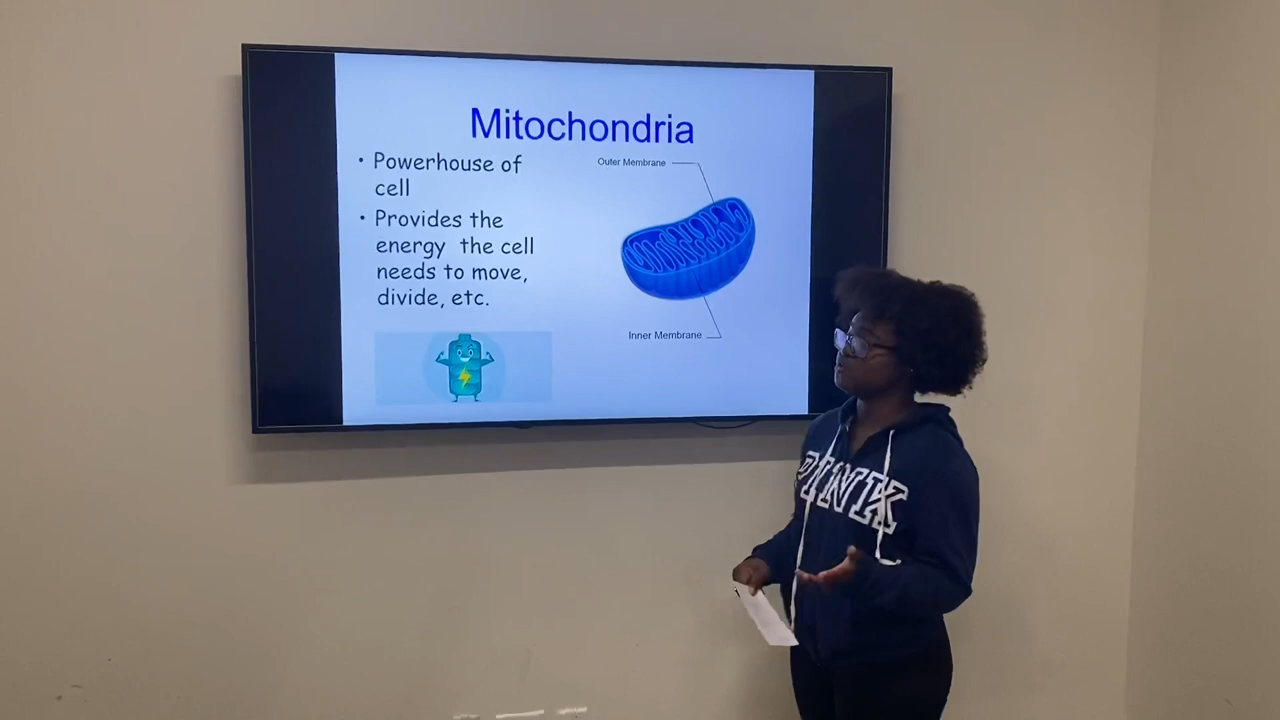 Mitochondria
• Powerhouse of
cell
• Provides the
energy the cell
needs to move,
divide, etc.
Outer Membrane
Inner Membrane
PINK